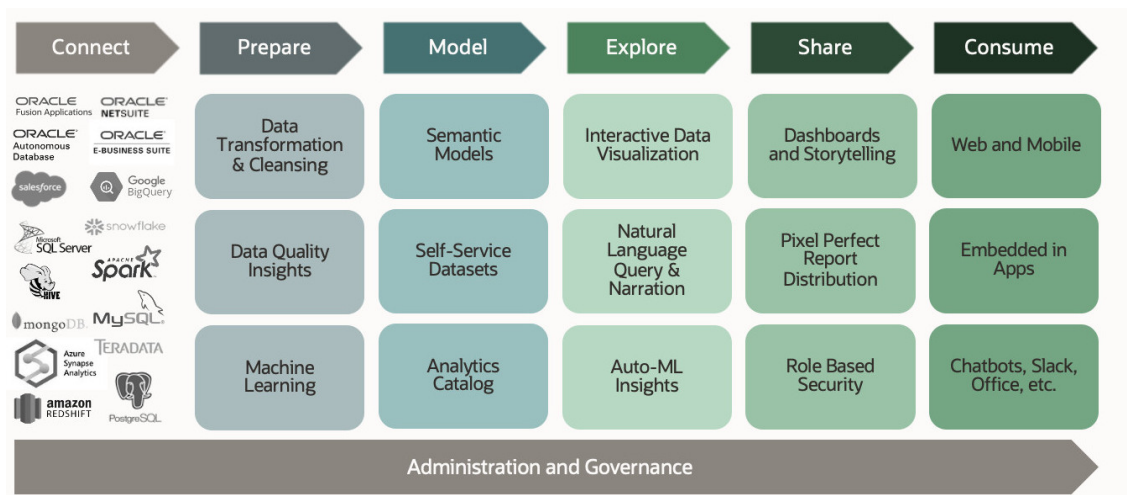 Connect
Prepare
Model
Explore
Share
Consume
ORACLE
Fusion Applications
ORACLE
NETSUITE
ORACLE
Autonomous
Database
ORACLE
E-BUSINESS SUITE
salesforce
Google
BigQuery
Microsoft
SQL Server
snowflake
APACHE
Spark
HIVE
mongoDB
MySQL
Azure
Synapse
Analytics
TERADATA
amazon
REDSHIFT
PostgreSQL
Data
Transformation
& Cleansing
Data Quality
Insights
Machine
Learning
Semantic
Models
Self-Service
Datasets
Analytics
Catalog
Interactive Data
Visualization
Natural
Language
Query &
Narration
Auto-ML
Insights
Dashboards
and Storytelling
Pixel Perfect
Report
Distribution
Role Based
Security
Web and Mobile
Embedded in
Apps
Chatbots, Slack,
Office, etc.
Administration and Governance